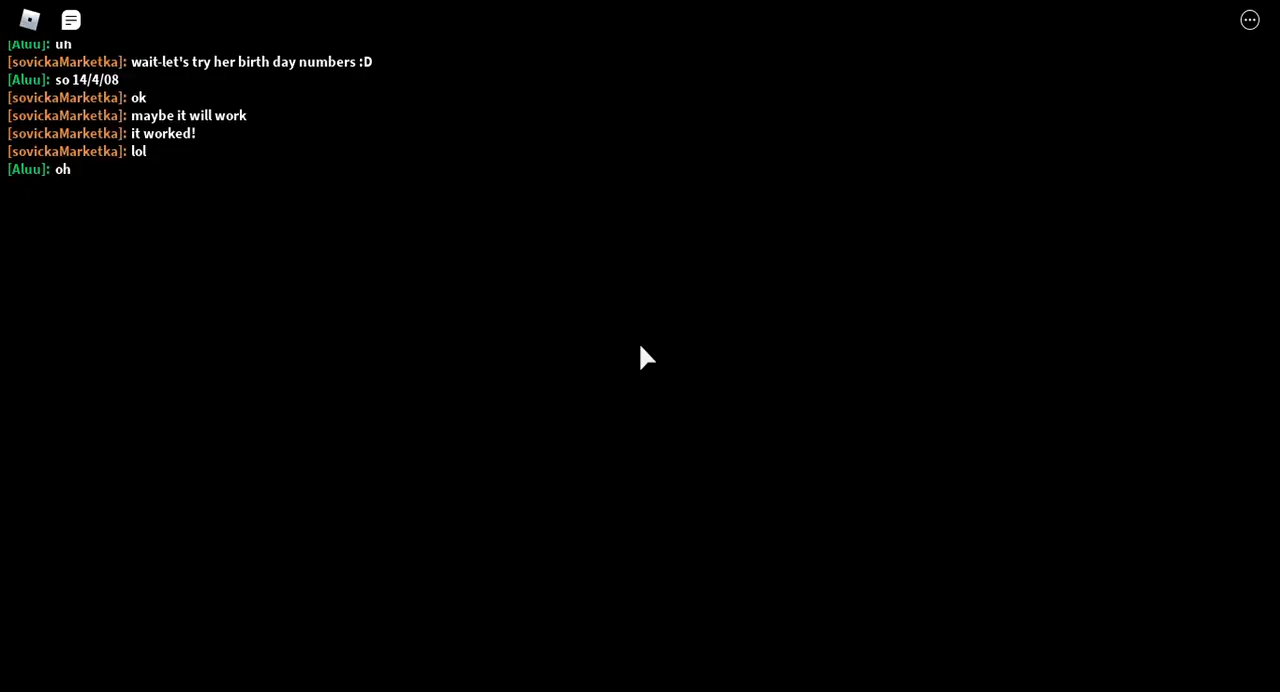 [Aluu]: uh
[sovickaMarketka]: wait-let's try her birth day numbers :D
[Aluu]: so 14/4/08
[sovickaMarketka]: ok
[sovickaMarketka]: maybe it will work
[sovickaMarketka]: it worked!
[sovickaMarketka]: lol
[Aluu]: oh